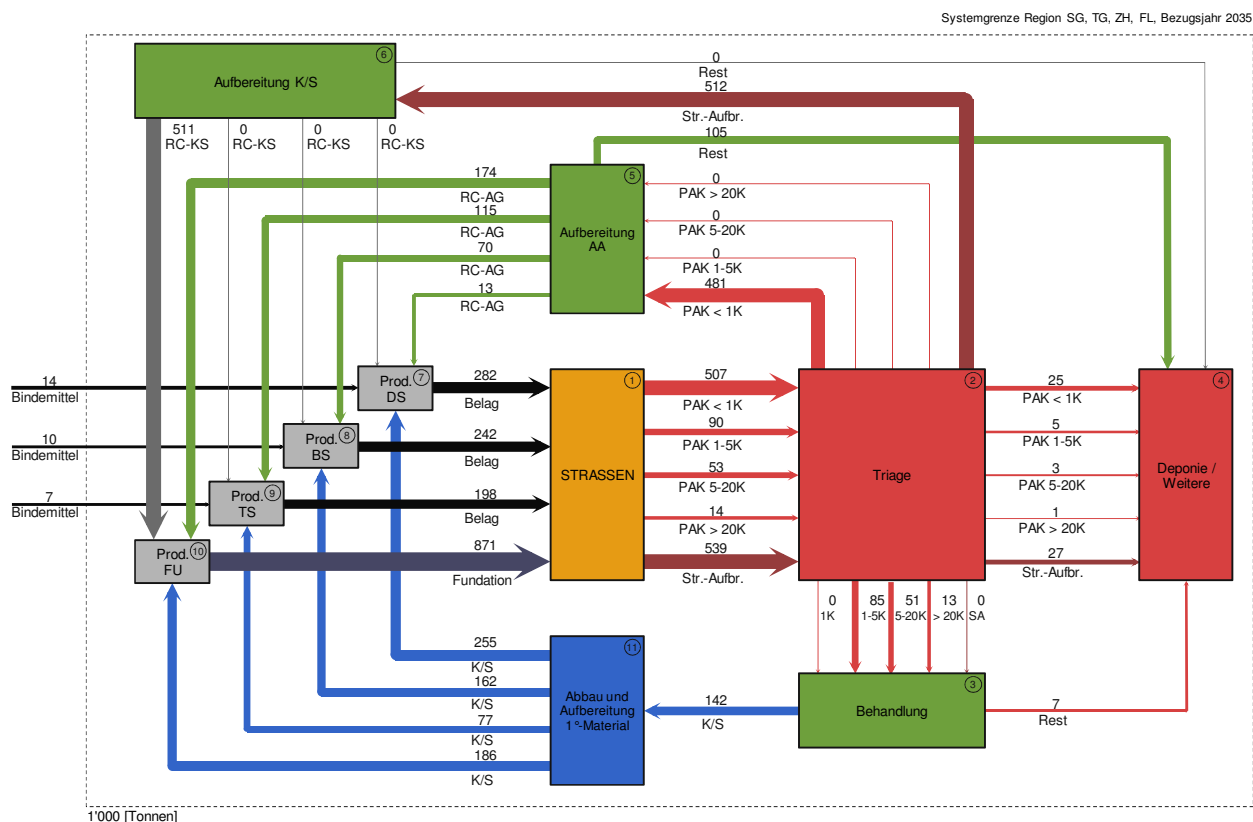 Systemgrenze Region SG, TG, ZH, FL, Bezugsjahr 2035
6
Aufbereitung K/S
0
Rest
512
Str.-Aufbr.
105
Rest
511
RC-KS
0
RC-KS
0
RC-KS
0
RC-KS
174
RC-AG
115
RC-AG
70
RC-AG
13
RC-AG
5
Aufbereitung
AA
0
PAK > 20K
0
PAK 5-20K
0
PAK 1-5K
481
PAK < 1K
14
Bindemittel
10
Bindemittel
7
Bindemittel
7
Prod.
DS
8
Prod.
BS
9
Prod.
TS
10
Prod.
FU
282
Belag
242
Belag
198
Belag
871
Fundation
1
STRASSEN
507
PAK < 1K
90
PAK 1-5K
53
PAK 5-20K
14
PAK > 20K
539
Str.-Aufbr.
2
Triage
25
PAK < 1K
5
PAK 1-5K
3
PAK 5-20K
1
PAK > 20K
27
Str.-Aufbr.
4
Deponie /
Weitere
0
1K
85
1-5K
51
5-20K
13
> 20K
0
SA
255
K/S
162
K/S
77
K/S
186
K/S
11
Abbau und
Aufbereitung
1°-Material
142
K/S
3
Behandlung
7
Rest
1'000 [Tonnen]